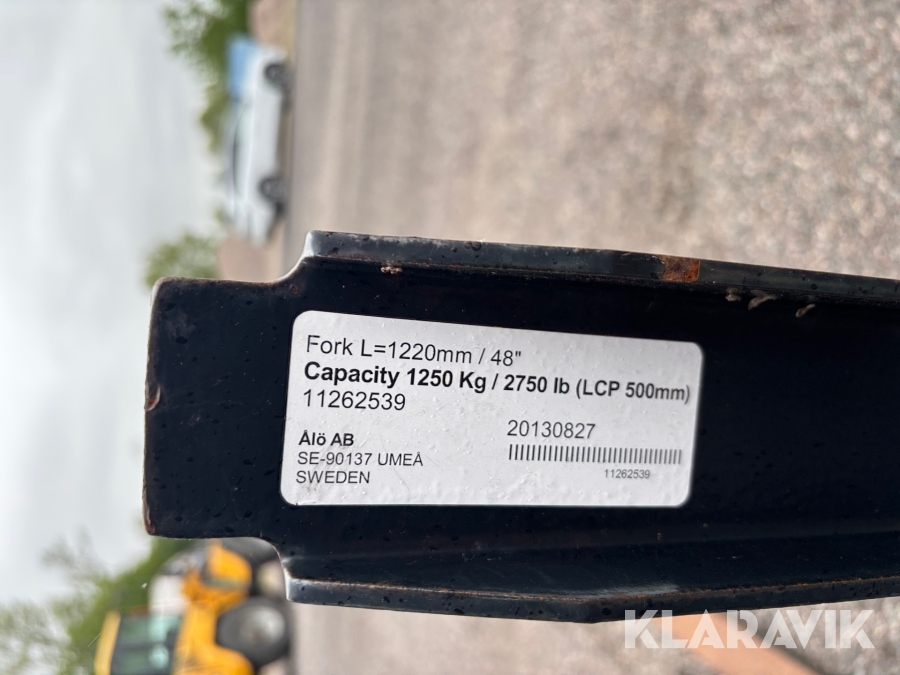 Fork L=1220mm / 48"
Capacity 1250 Kg / 2750 lb (LCP 500mm)
11262539
20130827
Ålö AB
SE-90137 UMEÅ
SWEDEN
11262539
KLARAVIK